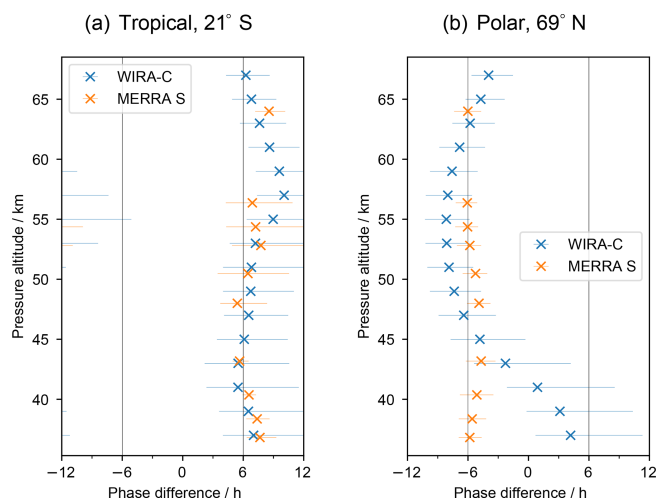 (a) Tropical, 21° S
(b) Polar, 69° N
WIRA-C
MERRA S
WIRA-C
MERRA S
Pressure altitude / km
65
60
55
50
45
40
−12
−6
0
6
12
Phase difference / h
Pressure altitude / km
65
60
55
50
45
40
−12
−6
0
6
12
Phase difference / h